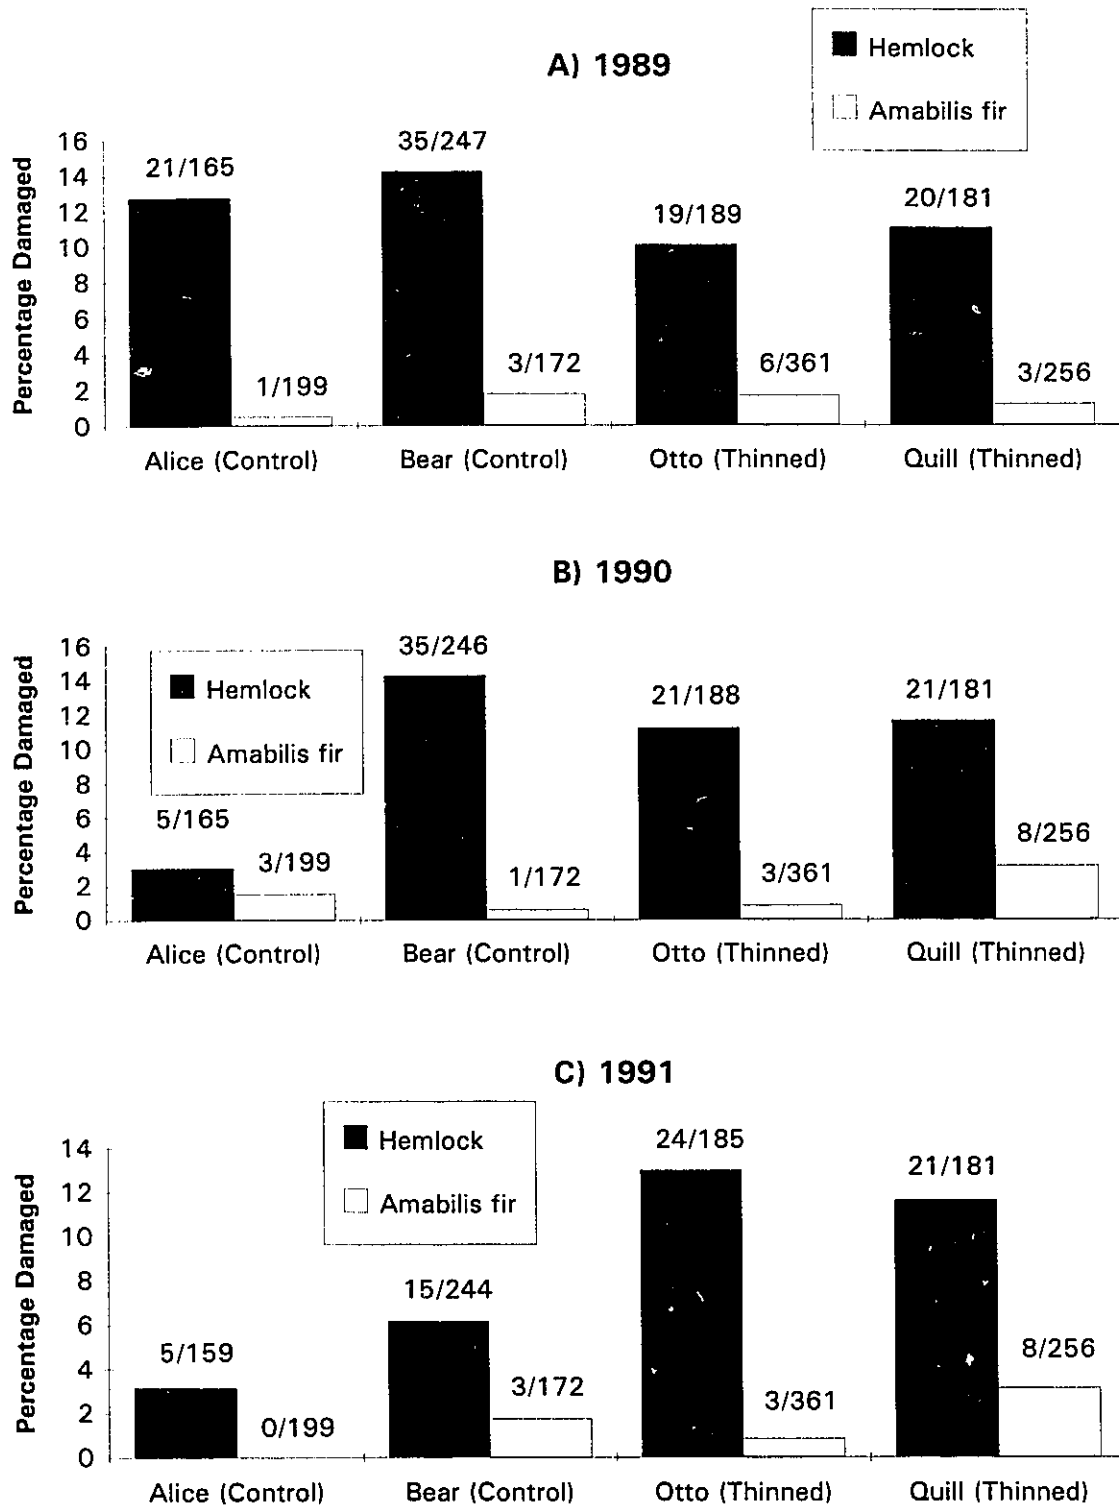 A) 1989
Hemlock
Amabilis fir
Percentage Damaged
16
14
12
10
8
6
4
2
0
21/165
1/199
35/247
3/172
19/189
6/361
20/181
3/256
Alice (Control)
Bear (Control)
Otto (Thinned)
Quill (Thinned)
B) 1990
Hemlock
Amabilis fir
Percentage Damaged
16
14
12
10
8
6
4
2
0
5/165
3/199
35/246
1/172
21/188
3/361
21/181
8/256
Alice (Control)
Bear (Control)
Otto (Thinned)
Quill (Thinned)
C) 1991
Hemlock
Amabilis fir
Percentage Damaged
14
12
10
8
6
4
2
0
5/159
0/199
15/244
3/172
24/185
3/361
21/181
8/256
Alice (Control)
Bear (Control)
Otto (Thinned)
Quill (Thinned)